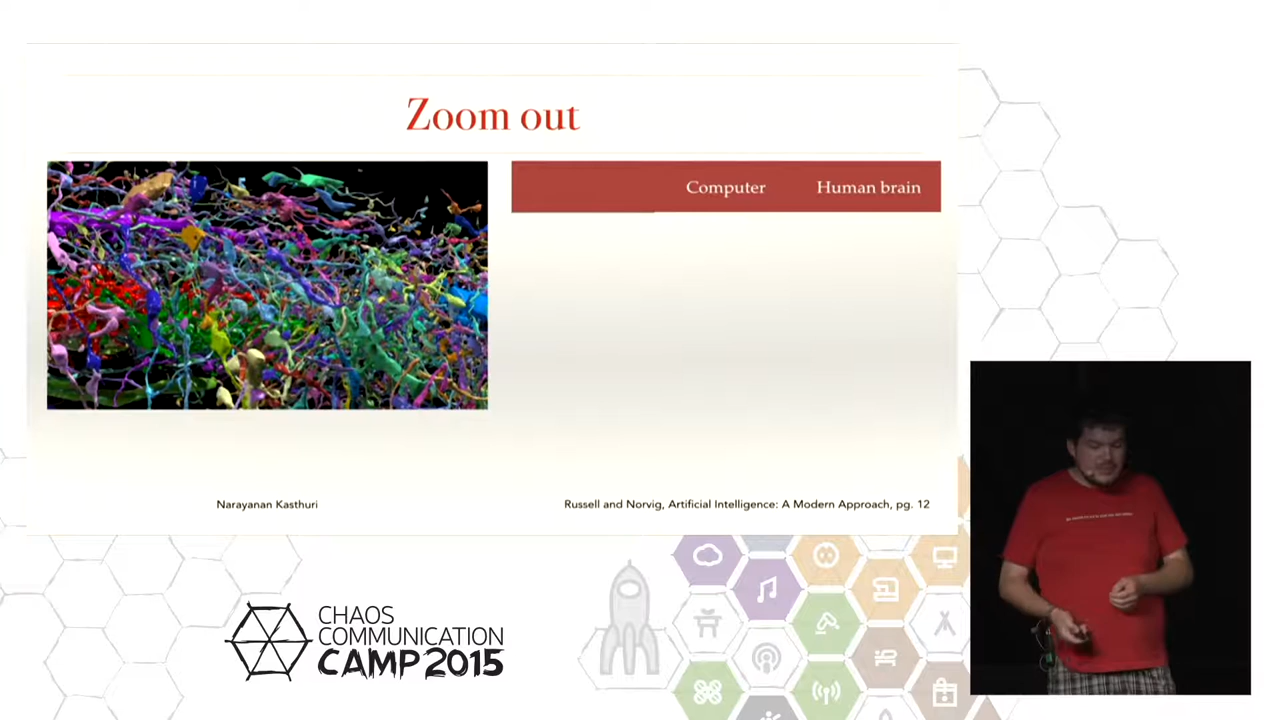 Zoom out
Computer
Human brain
Narayanan Kasthuri
Russell and Norvig, Artificial Intelligence: A Modern Approach, pg. 12
CHAOS
COMMUNICATION
CAMP 2015